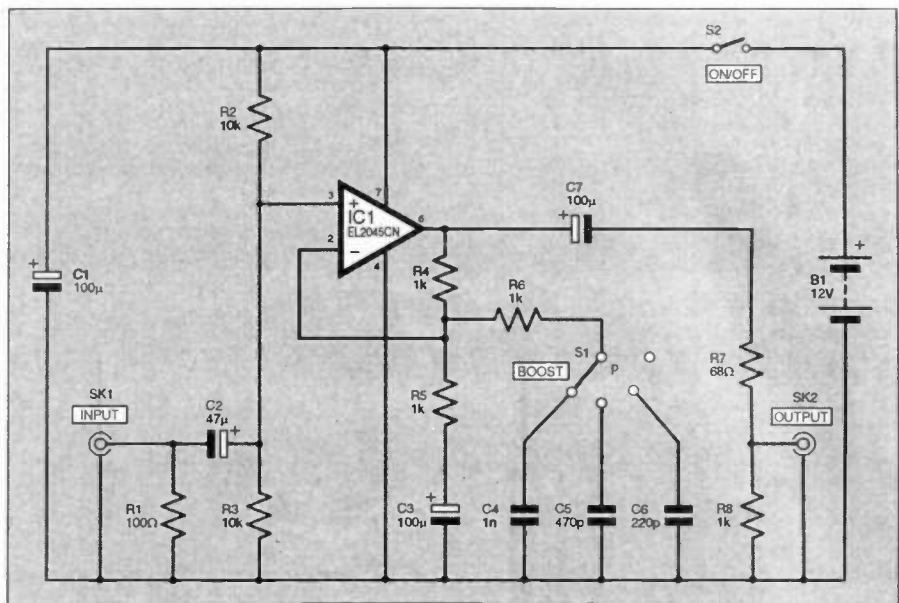 S2
ON/OFF
R2
10k
3
7
+
IC1
EL2045CN
6
2
−
4
C7
+
100μ
+
C1
100μ
R4
1k
R6
1k
+
B1
12V
S1
P
BOOST
R7
68Ω
SK1
INPUT
C2
47μ
+
R5
1k
SK2
OUTPUT
R1
100Ω
R3
10k
+
C3
100μ
C4
1n
C5
470p
C6
220p
R8
1k